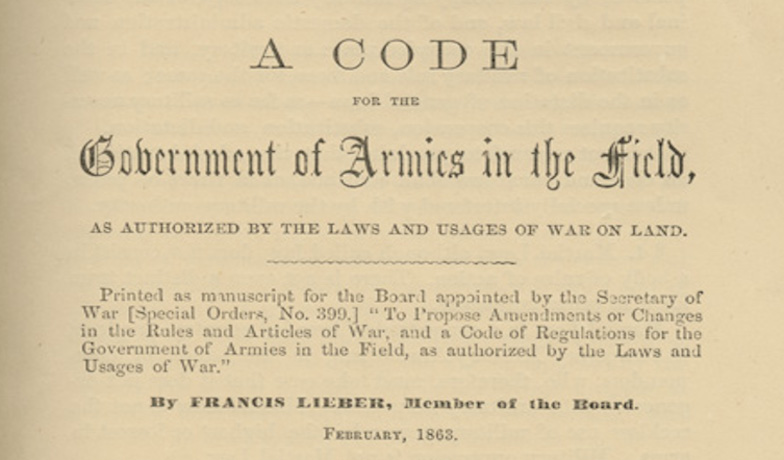 A CODE
FOR THE
Government of Armies in the Field,
AS AUTHORIZED BY THE LAWS AND USAGES OF WAR ON LAND.
Printed as manuscript for the Board appointed by the Secretary of
War [Special Orders, No. 399.] “To Propose Amendments or Changes
in the Rules and Articles of War, and a Code of Regulations for the
Government of Armies in the Field, as authorized by the Laws and
Usages of War.”
By FRANCIS LIEBER, Member of the Board.
FEBRUARY, 1863.